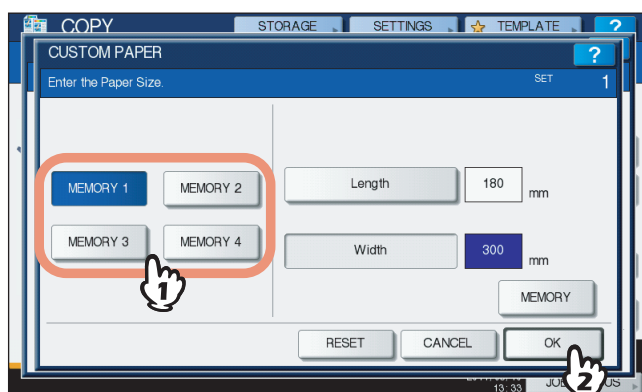 COPY STORAGE SETTINGS TEMPLATE ?
CUSTOM PAPER ?
Enter the Paper Size. SET 1
MEMORY 1 MEMORY 2 Length 180 mm
MEMORY 3 MEMORY 4 Width 300 mm
1
MEMORY
RESET CANCEL OK
2
13:33